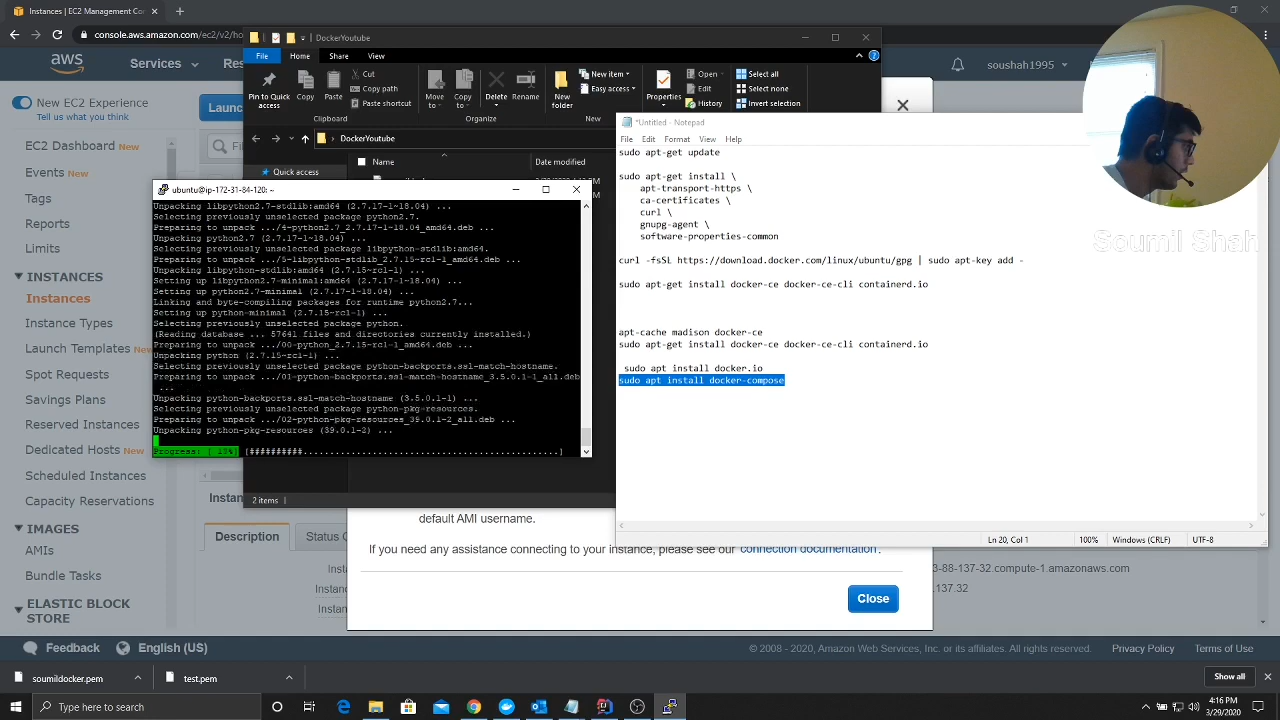 Instances | EC2 Management Con
console.aws.amazon.com/ec2/v2/ho
aws
Services
soushah1995
New EC2 Experience
Tell us what you think
EC2 Dashboard New
Events New
Tags
Reports
Limits
INSTANCES
Instances
Instance Types
Launch Templates New
Spot Requests
Savings Plans
Reserved Instances
Dedicated Hosts New
Scheduled Instances
Capacity Reservations
IMAGES
AMIs
Bundle Tasks
ELASTIC BLOCK
STORE
DockerYoutube
File
Home
Share
View
Pin to Quick
access
Copy
Paste
Cut
Copy path
Paste shortcut
Clipboard
Move
to
Copy
to
Delete
Rename
Organize
New
folder
New item
Easy access
New
Properties
Open
Edit
History
Select all
Select none
Invert selection
DockerYoutube
Quick access
Name
Date modified
2 items
ubuntu@ip-172-31-84-120: ~
Unpacking libpython2.7-stdlib:amd64 (2.7.17-1~18.04) ...
Selecting previously unselected package python2.7.
Preparing to unpack .../4-python2.7_2.7.17-1~18.04_amd64.deb ...
Unpacking python2.7 (2.7.17-1~18.04) ...
Selecting previously unselected package libpython-stdlib:amd64.
Preparing to unpack .../5-libpython-stdlib_2.7.15~rc1-1_amd64.deb ...
Unpacking libpython-stdlib:amd64 (2.7.15~rc1-1) ...
Setting up libpython2.7-minimal:amd64 (2.7.17-1~18.04) ...
Setting up python2.7-minimal (2.7.17-1~18.04) ...
Linking and byte-compiling packages for runtime python2.7...
Setting up python-minimal (2.7.15~rc1-1) ...
Selecting previously unselected package python.
(Reading database ... 57641 files and directories currently installed.)
Preparing to unpack .../00-python_2.7.15~rc1-1_amd64.deb ...
Unpacking python (2.7.15~rc1-1) ...
Selecting previously unselected package python-backports.ssl-match-hostname.
Preparing to unpack .../01-python-backports.ssl-match-hostname_3.5.0.1-1_all.deb
...
Unpacking python-backports.ssl-match-hostname (3.5.0.1-1) ...
Selecting previously unselected package python-pkg-resources.
Preparing to unpack .../02-python-pkg-resources_39.0.1-2_all.deb ...
Unpacking python-pkg-resources (39.0.1-2) ...
Progress: [ 19%] [##########.................................................]
*Untitled - Notepad
File Edit Format View Help
sudo apt-get update
sudo apt-get install \
apt-transport-https \
ca-certificates \
curl \
gnupg-agent \
software-properties-common
curl -fsSL https://download.docker.com/linux/ubuntu/gpg | sudo apt-key add -
sudo apt-get install docker-ce docker-ce-cli containerd.io
apt-cache madison docker-ce
sudo apt-get install docker-ce docker-ce-cli containerd.io
sudo apt install docker.io
sudo apt install docker-compose
Ln 20, Col 1
100%
Windows (CRLF)
UTF-8
Soumil Shah
Description
default AMI username.
If you need any assistance connecting to your instance, please see our connection documentation.
Close
3-88-137-32.compute-1.amazonaws.com
.137.32
Feedback
English (US)
© 2008 - 2020, Amazon Web Services, Inc. or its affiliates. All rights reserved.
Privacy Policy
Terms of Use
soumildocker.pem
test.pem
Show all
Type here to search
4:16 PM
3/29/2020